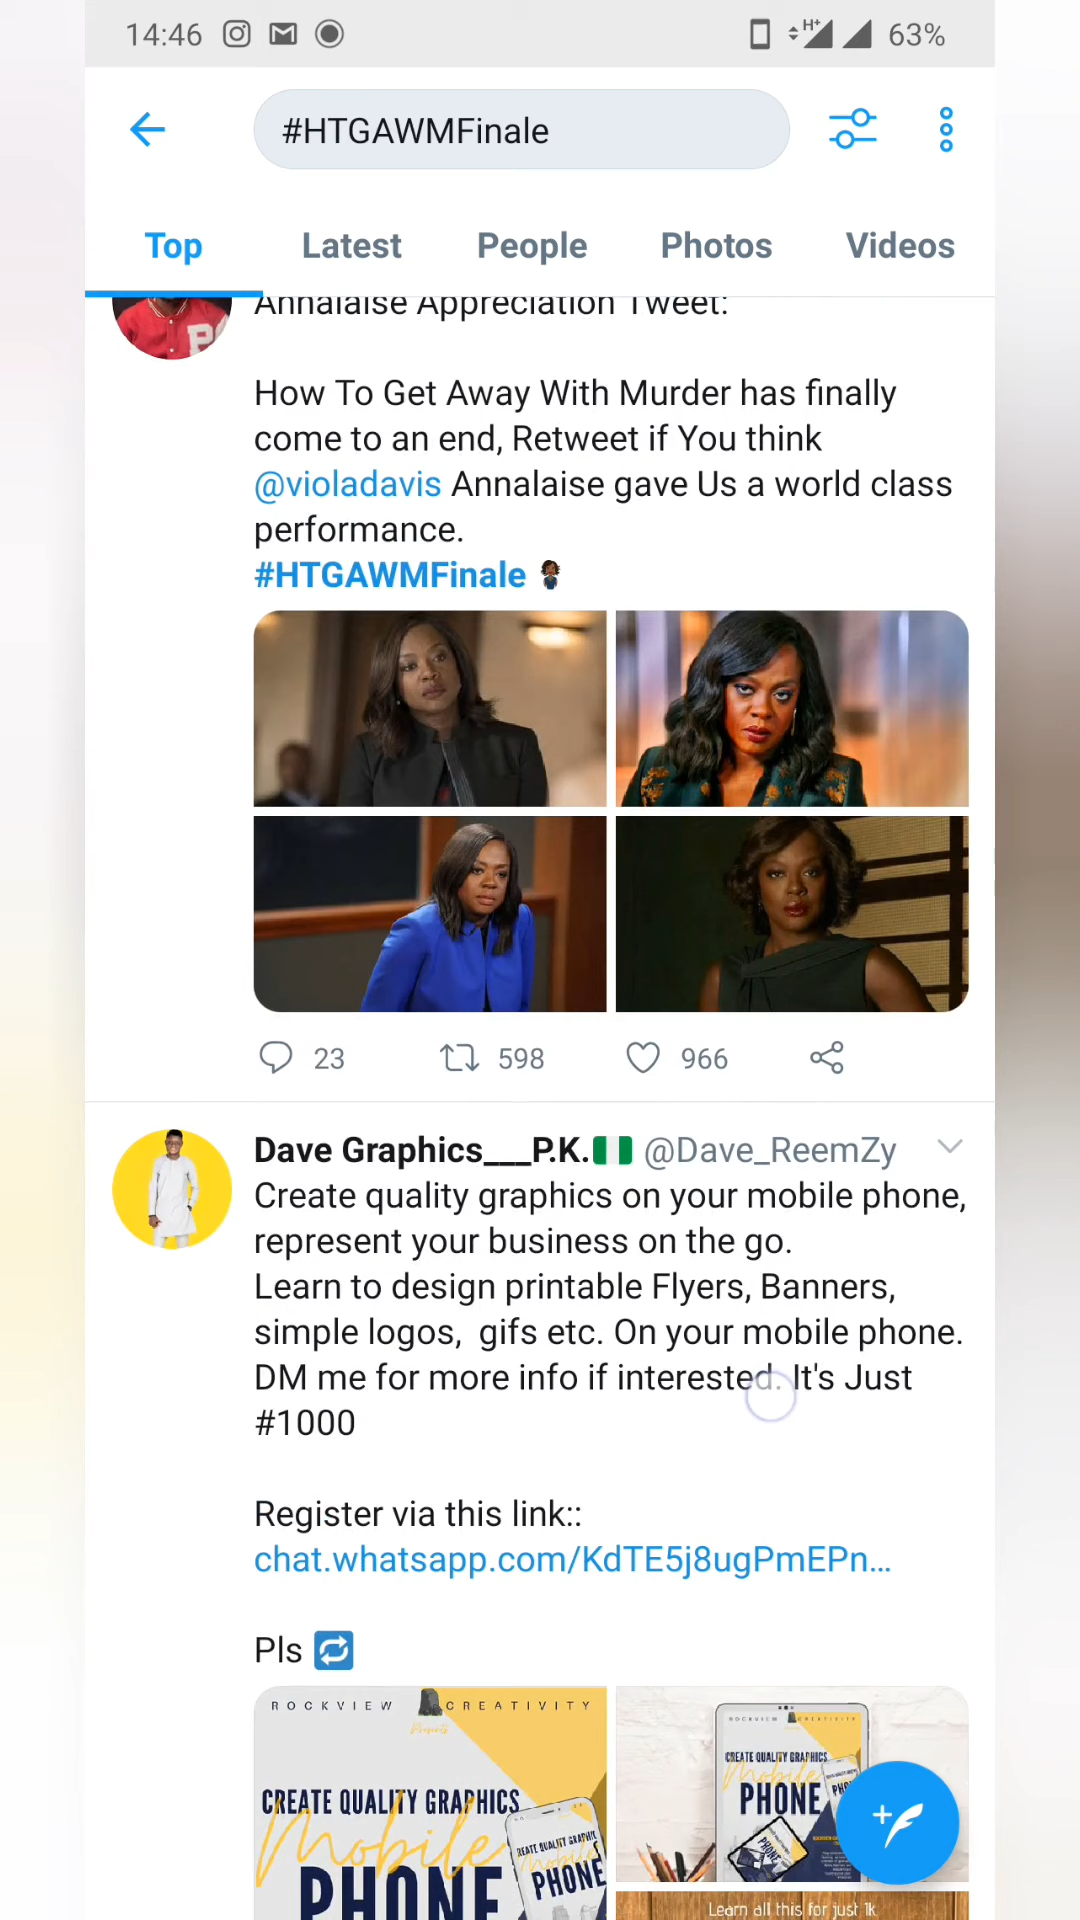 14:46 H+ 63%
#HTGAWMFinale
Top Latest People Photos Videos
Annalaise Appreciation Tweet:
How To Get Away With Murder has finally
come to an end, Retweet if You think
@violadavis Annalaise gave Us a world class
performance.
#HTGAWMFinale
23 598 966
Dave Graphics___P.K. @Dave_ReemZy
Create quality graphics on your mobile phone,
represent your business on the go.
Learn to design printable Flyers, Banners,
simple logos, gifs etc. On your mobile phone.
DM me for more info if interested. It's Just
#1000
Register via this link::
chat.whatsapp.com/KdTE5j8ugPmEPn...
Pls
ROCKVIEW CREATIVITY
Presents
CREATE QUALITY GRAPHICS
Mobile
PHONE
ROCKVIEW CREATIVITY
CREATE QUALITY GRAPHICS
Mobile
PHONE
Learn all this for just 1k